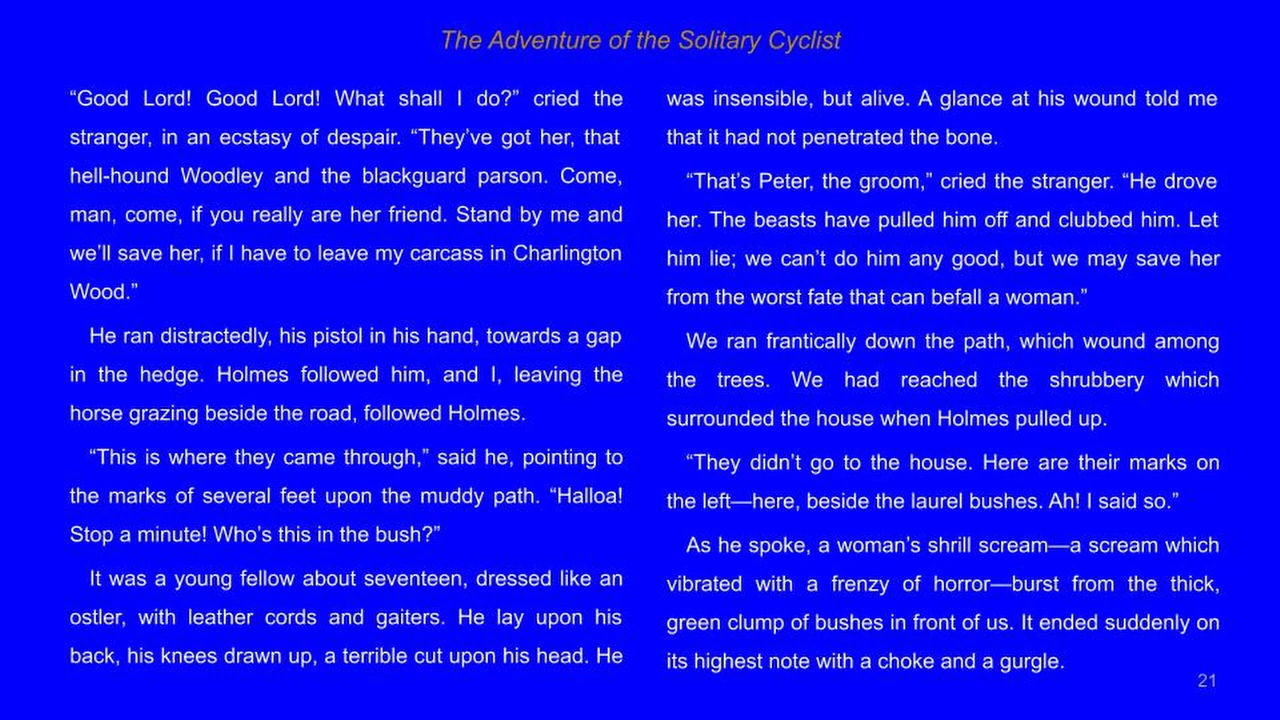 The Adventure of the Solitary Cyclist
“Good Lord! Good Lord! What shall I do?” cried the
stranger, in an ecstasy of despair. “They’ve got her, that
hell-hound Woodley and the blackguard parson. Come,
man, come, if you really are her friend. Stand by me and
we’ll save her, if I have to leave my carcass in Charlington
Wood.”
He ran distractedly, his pistol in his hand, towards a gap
in the hedge. Holmes followed him, and I, leaving the
horse grazing beside the road, followed Holmes.
“This is where they came through,” said he, pointing to
the marks of several feet upon the muddy path. “Halloa!
Stop a minute! Who’s this in the bush?”
It was a young fellow about seventeen, dressed like an
ostler, with leather cords and gaiters. He lay upon his
back, his knees drawn up, a terrible cut upon his head. He
was insensible, but alive. A glance at his wound told me
that it had not penetrated the bone.
“That’s Peter, the groom,” cried the stranger. “He drove
her. The beasts have pulled him off and clubbed him. Let
him lie; we can’t do him any good, but we may save her
from the worst fate that can befall a woman.”
We ran frantically down the path, which wound among
the trees. We had reached the shrubbery which
surrounded the house when Holmes pulled up.
“They didn’t go to the house. Here are their marks on
the left—here, beside the laurel bushes. Ah! I said so.”
As he spoke, a woman’s shrill scream—a scream which
vibrated with a frenzy of horror—burst from the thick,
green clump of bushes in front of us. It ended suddenly on
its highest note with a choke and a gurgle.
21